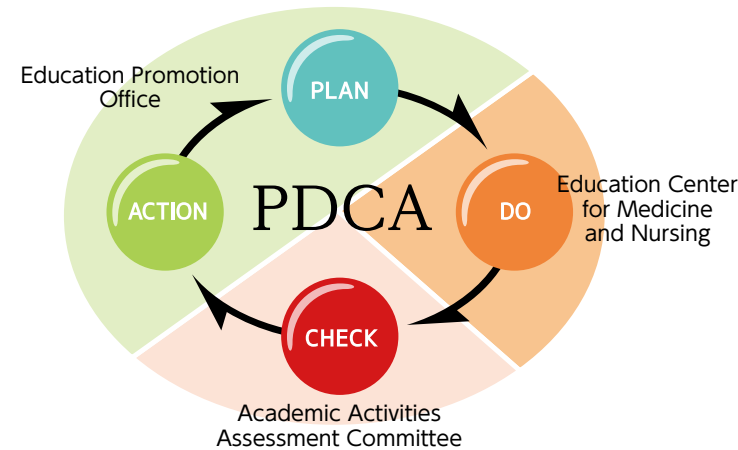 Education Promotion
Office
PLAN
ACTION
PDCA
DO
Education Center
for Medicine
and Nursing
CHECK
Academic Activities
Assessment Committee